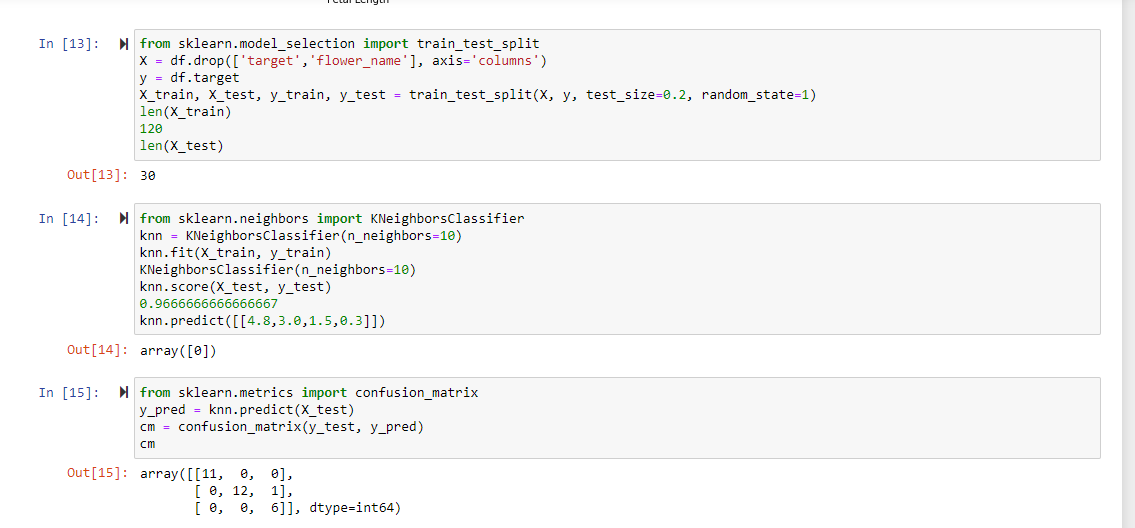 Petal Length
In [13]:
from sklearn.model_selection import train_test_split
X = df.drop(['target','flower_name'], axis='columns')
y = df.target
X_train, X_test, y_train, y_test = train_test_split(X, y, test_size=0.2, random_state=1)
len(X_train)
120
len(X_test)
Out[13]: 30
In [14]:
from sklearn.neighbors import KNeighborsClassifier
knn = KNeighborsClassifier(n_neighbors=10)
knn.fit(X_train, y_train)
KNeighborsClassifier(n_neighbors=10)
knn.score(X_test, y_test)
0.9666666666666667
knn.predict([[4.8,3.0,1.5,0.3]])
Out[14]: array([0])
In [15]:
from sklearn.metrics import confusion_matrix
y_pred = knn.predict(X_test)
cm = confusion_matrix(y_test, y_pred)
cm
Out[15]: array([[11,  0,  0],
       [ 0, 12,  1],
       [ 0,  0,  6]], dtype=int64)